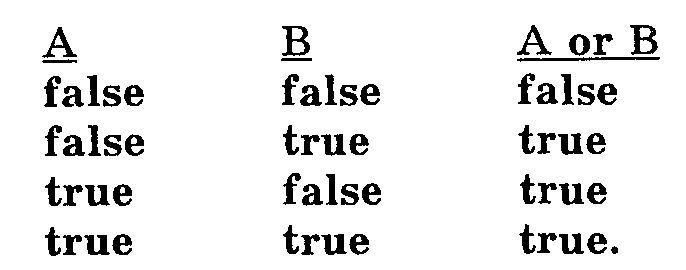 A B A or B
false false false
false true true
true false true
true true true.